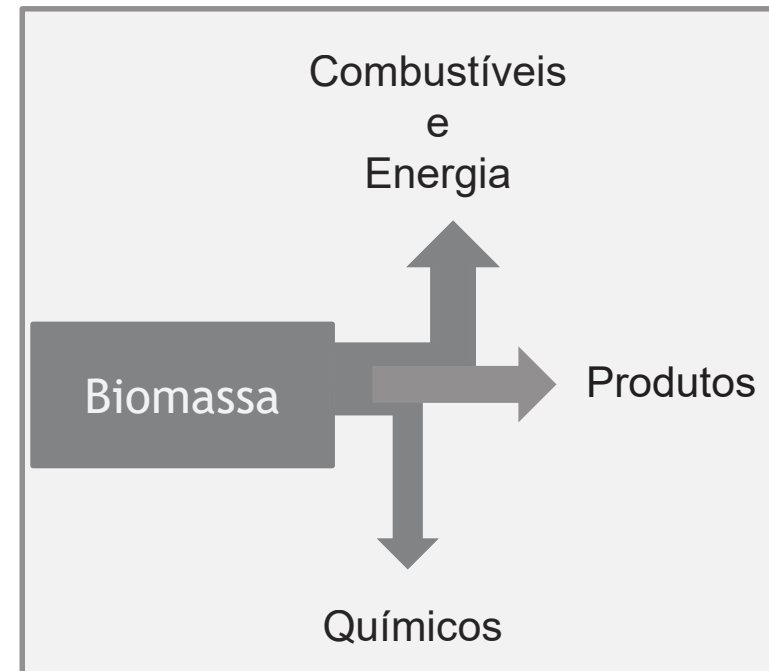 Combustíveis
e
Energia
Biomassa
Produtos
Químicos